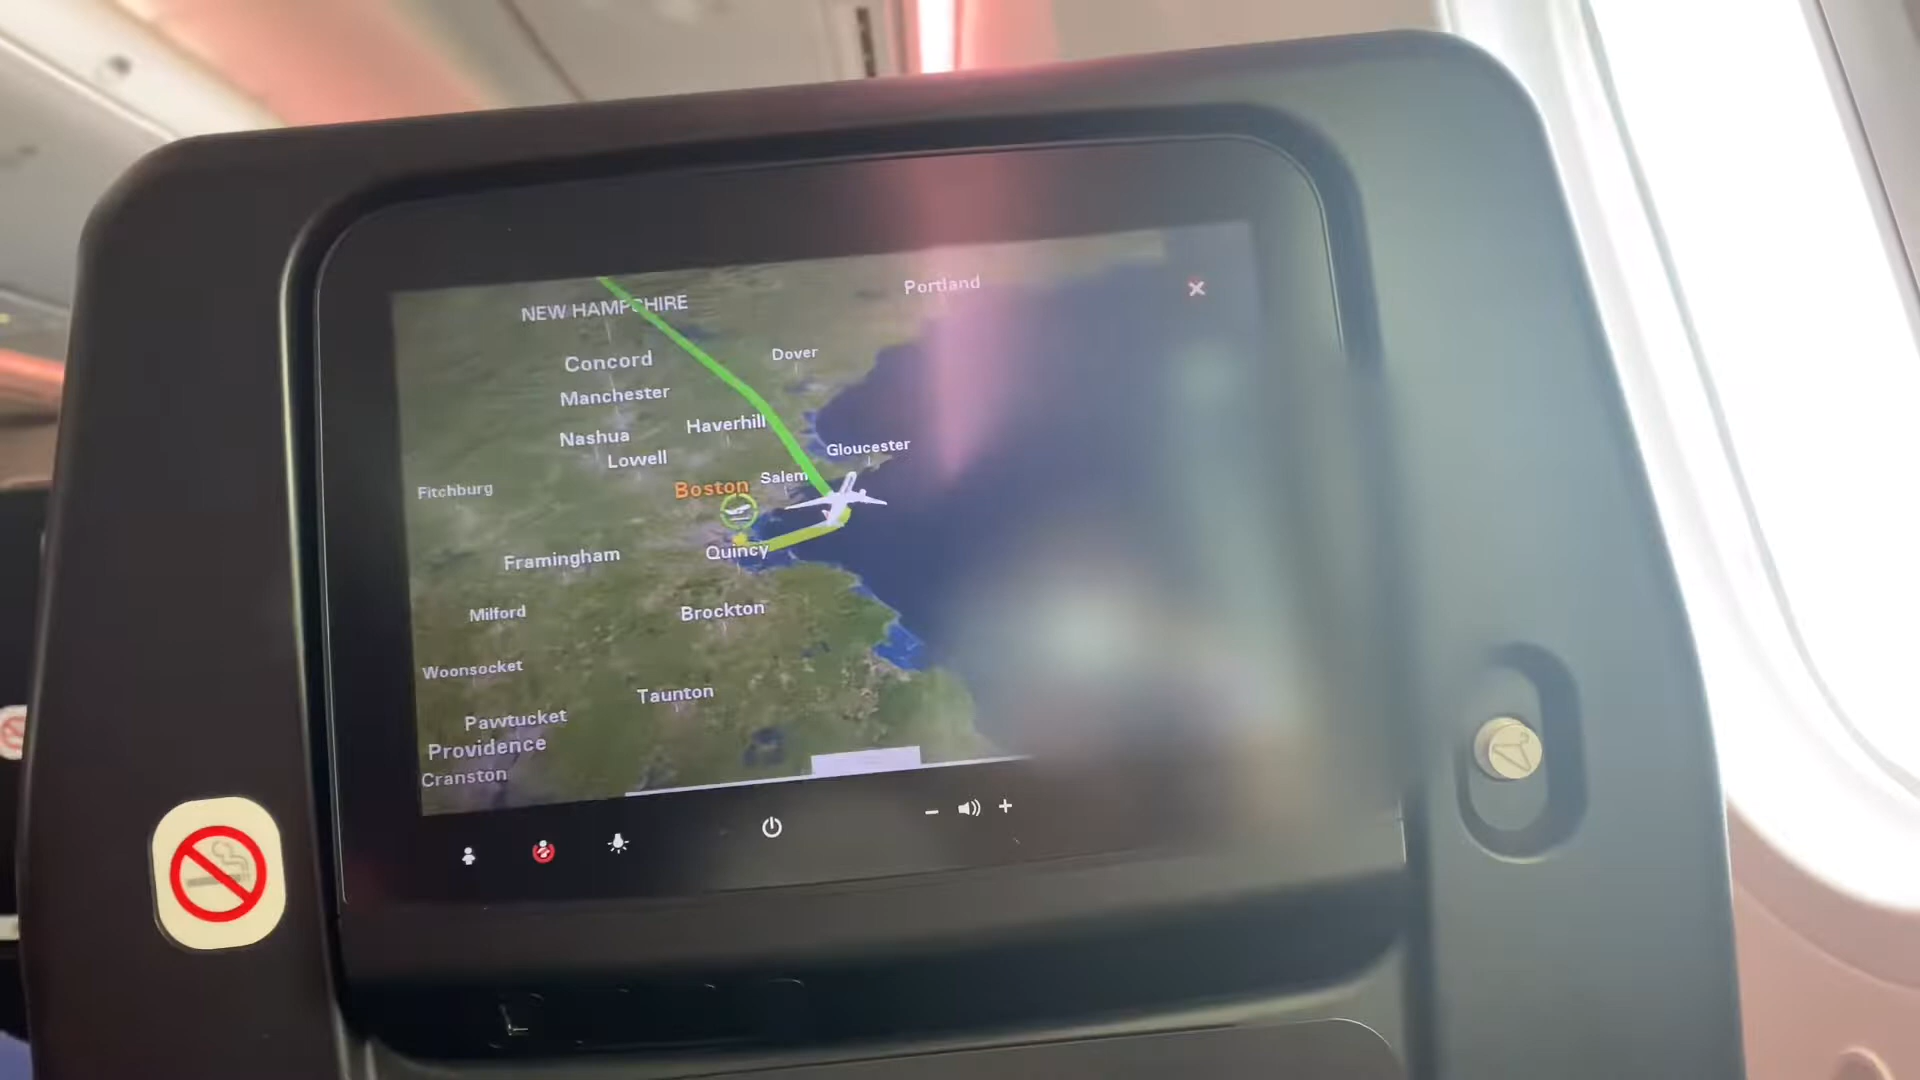 Portland
NEW HAMPSHIRE
Concord
Dover
Manchester
Haverhill
Nashua
Lowell
Gloucester
Salem
Boston
Fitchburg
Quincy
Framingham
Milford
Brockton
Woonsocket
Taunton
Pawtucket
Providence
Cranston